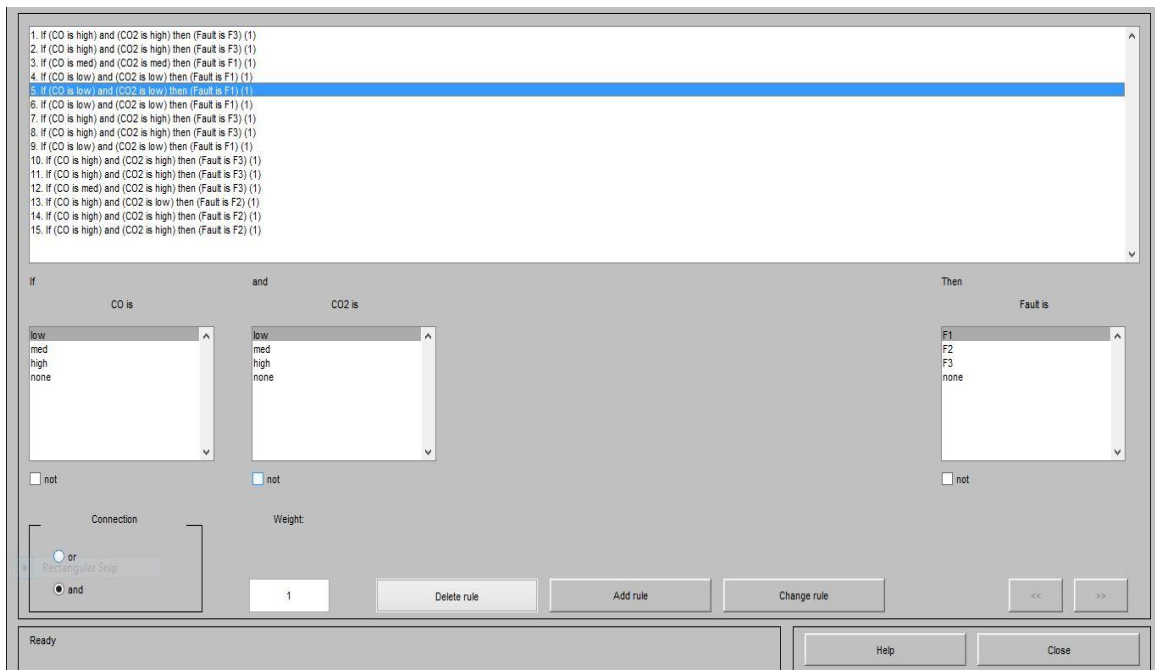 1. If (CO is high) and (CO2 is high) then (Fault is F3) (1)
2. If (CO is high) and (CO2 is high) then (Fault is F3) (1)
3. If (CO is med) and (CO2 is med) then (Fault is F1) (1)
4. If (CO is low) and (CO2 is low) then (Fault is F1) (1)
5. If (CO is low) and (CO2 is low) then (Fault is F1) (1)
6. If (CO is low) and (CO2 is low) then (Fault is F1) (1)
7. If (CO is high) and (CO2 is high) then (Fault is F3) (1)
8. If (CO is high) and (CO2 is high) then (Fault is F3) (1)
9. If (CO is low) and (CO2 is low) then (Fault is F1) (1)
10. If (CO is high) and (CO2 is high) then (Fault is F3) (1)
11. If (CO is high) and (CO2 is high) then (Fault is F3) (1)
12. If (CO is med) and (CO2 is high) then (Fault is F3) (1)
13. If (CO is high) and (CO2 is low) then (Fault is F2) (1)
14. If (CO is high) and (CO2 is high) then (Fault is F2) (1)
15. If (CO is high) and (CO2 is high) then (Fault is F2) (1)
If and Then
CO is CO2 is Fault is
low low F1
med med F2
high high F3
none none none
not not not
Connection Weight:
or
Rectangular Snip
and 1 Delete rule Add rule Change rule << >>
Ready Help Close